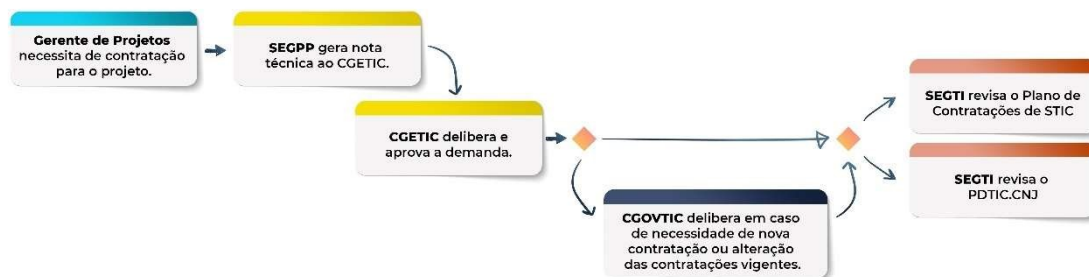 Gerente de Projetos
necessita de contratação
para o projeto.
SEGPP gera nota
técnica ao CGETIC.
CGETIC delibera e
aprova a demanda.
CGOVTIC delibera em caso
de necessidade de nova
contratação ou alteração
das contratações vigentes.
SEGTI revisa o Plano de
Contratações de STIC
SEGTI revisa o
PDTIC.CNJ